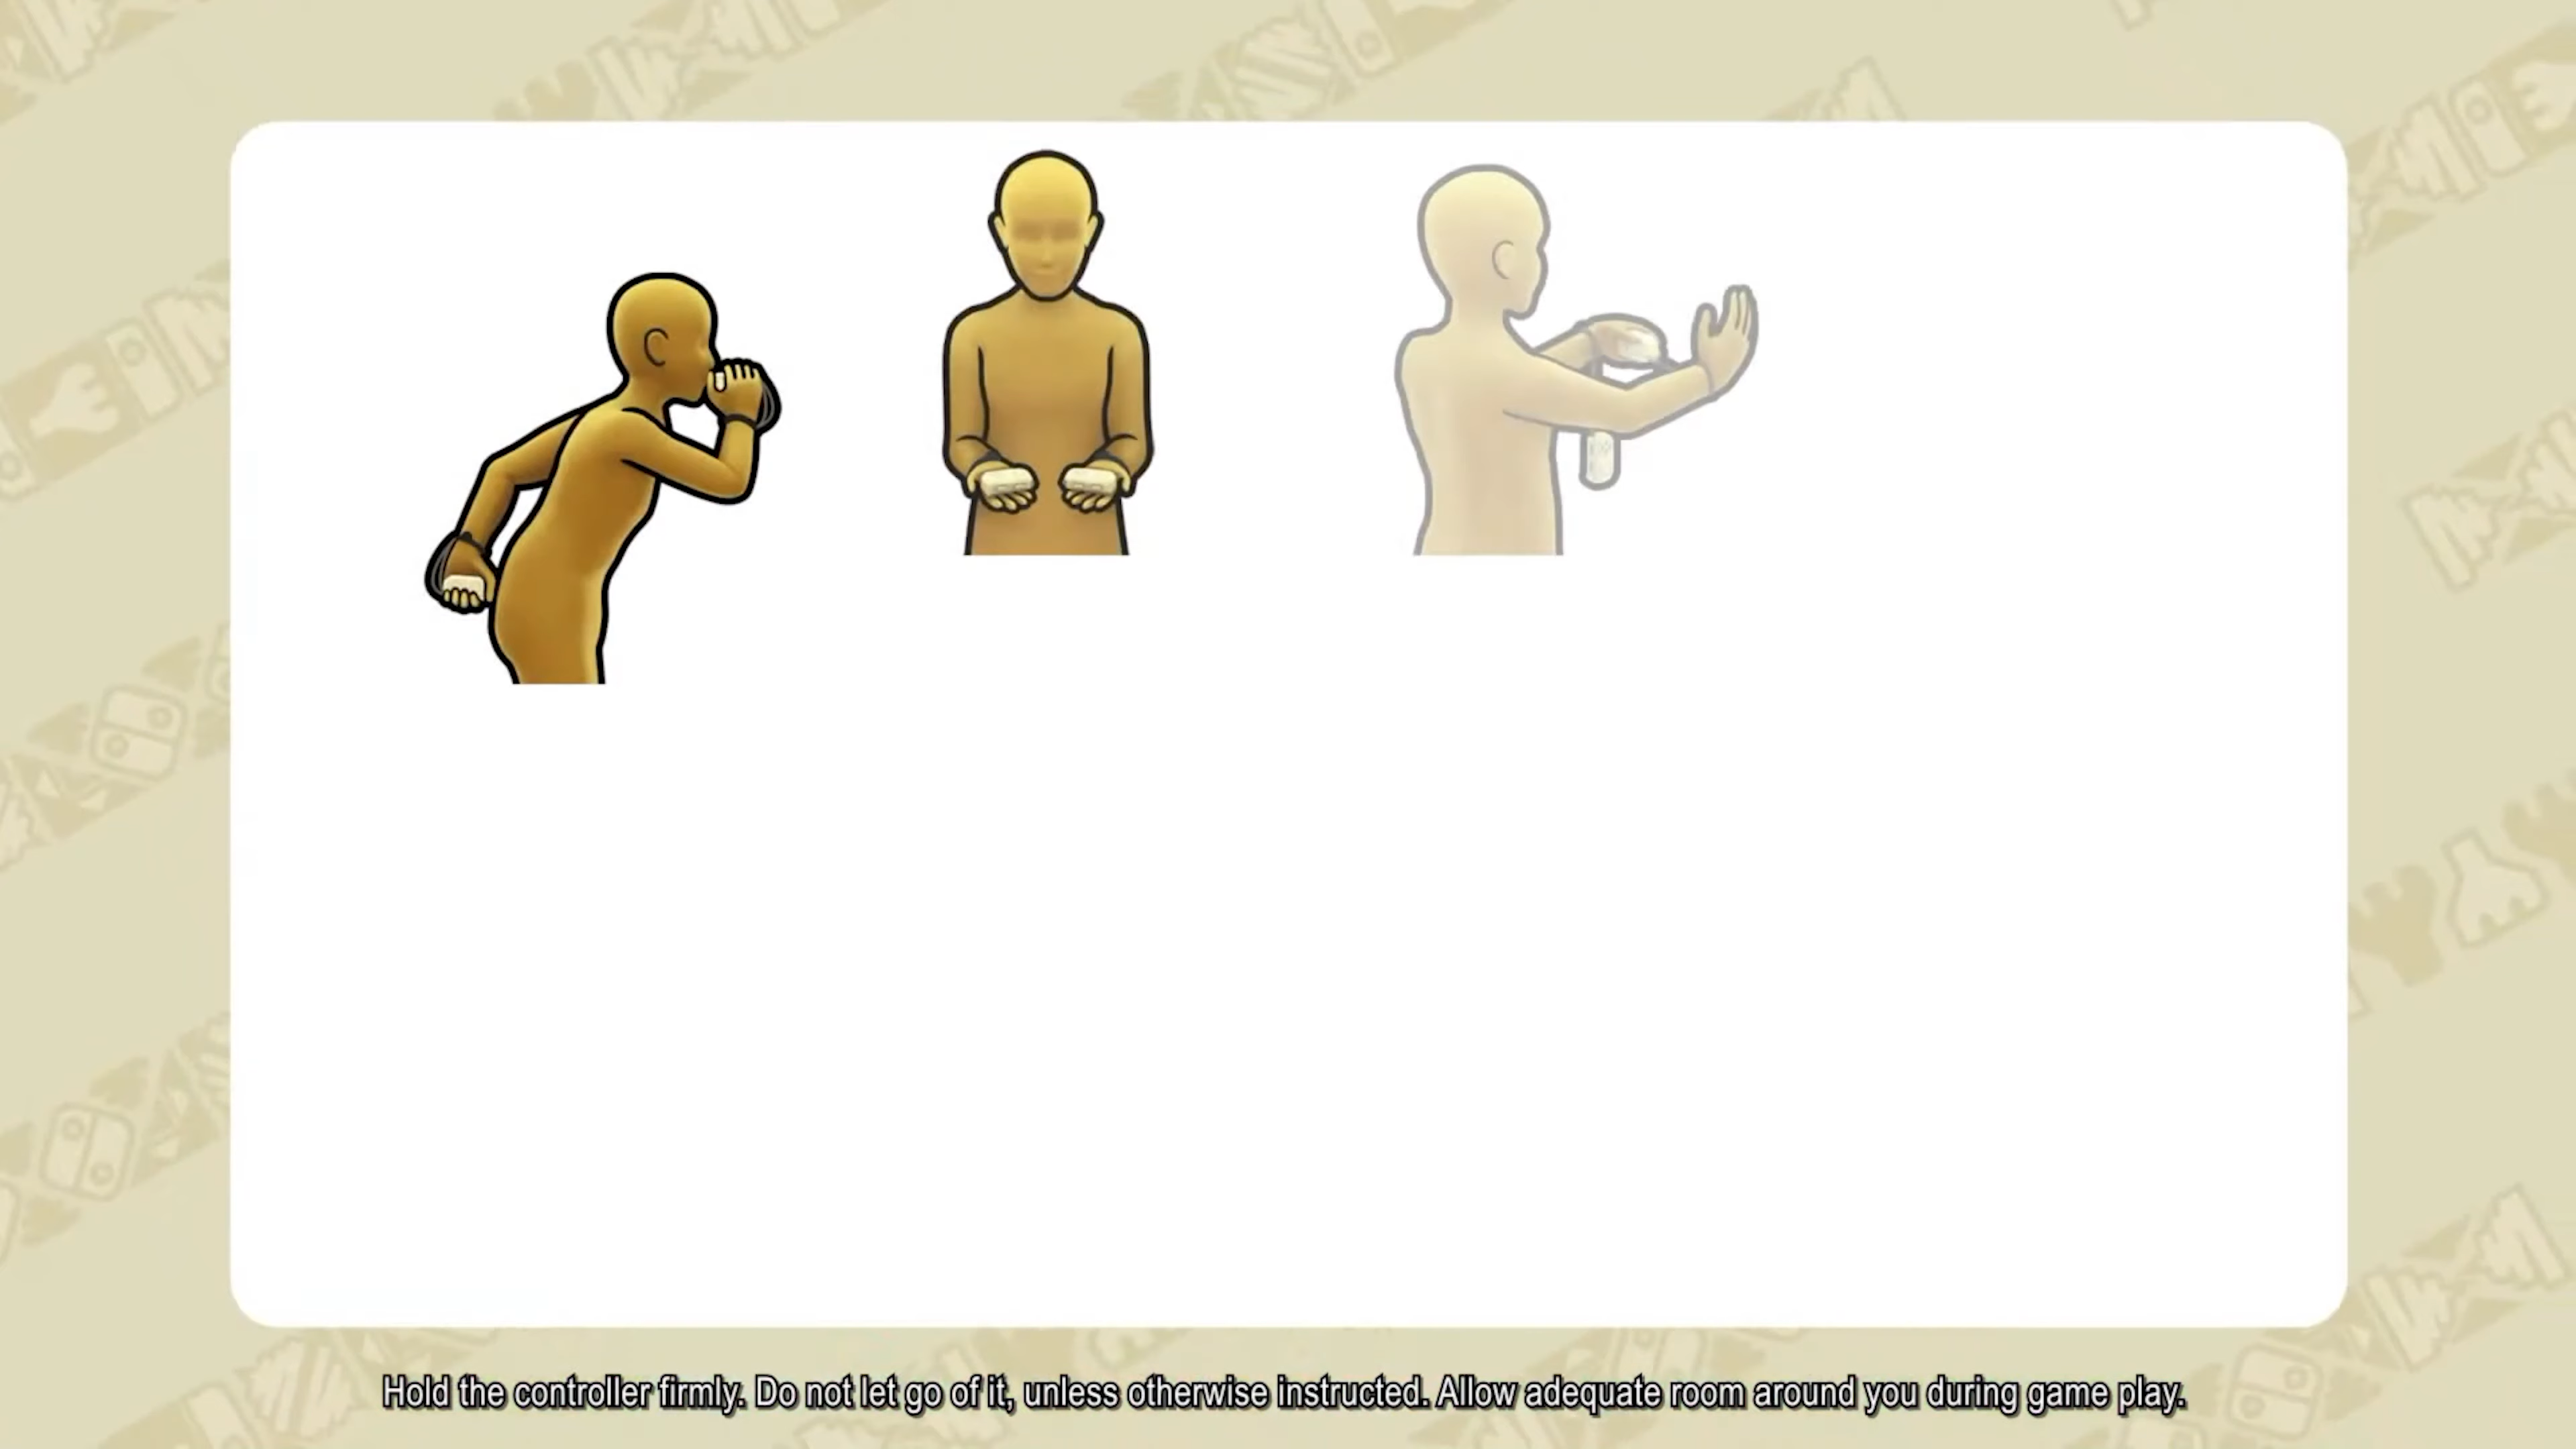 Hold the controller firmly. Do not let go of it, unless otherwise instructed. Allow adequate room around you during game play.